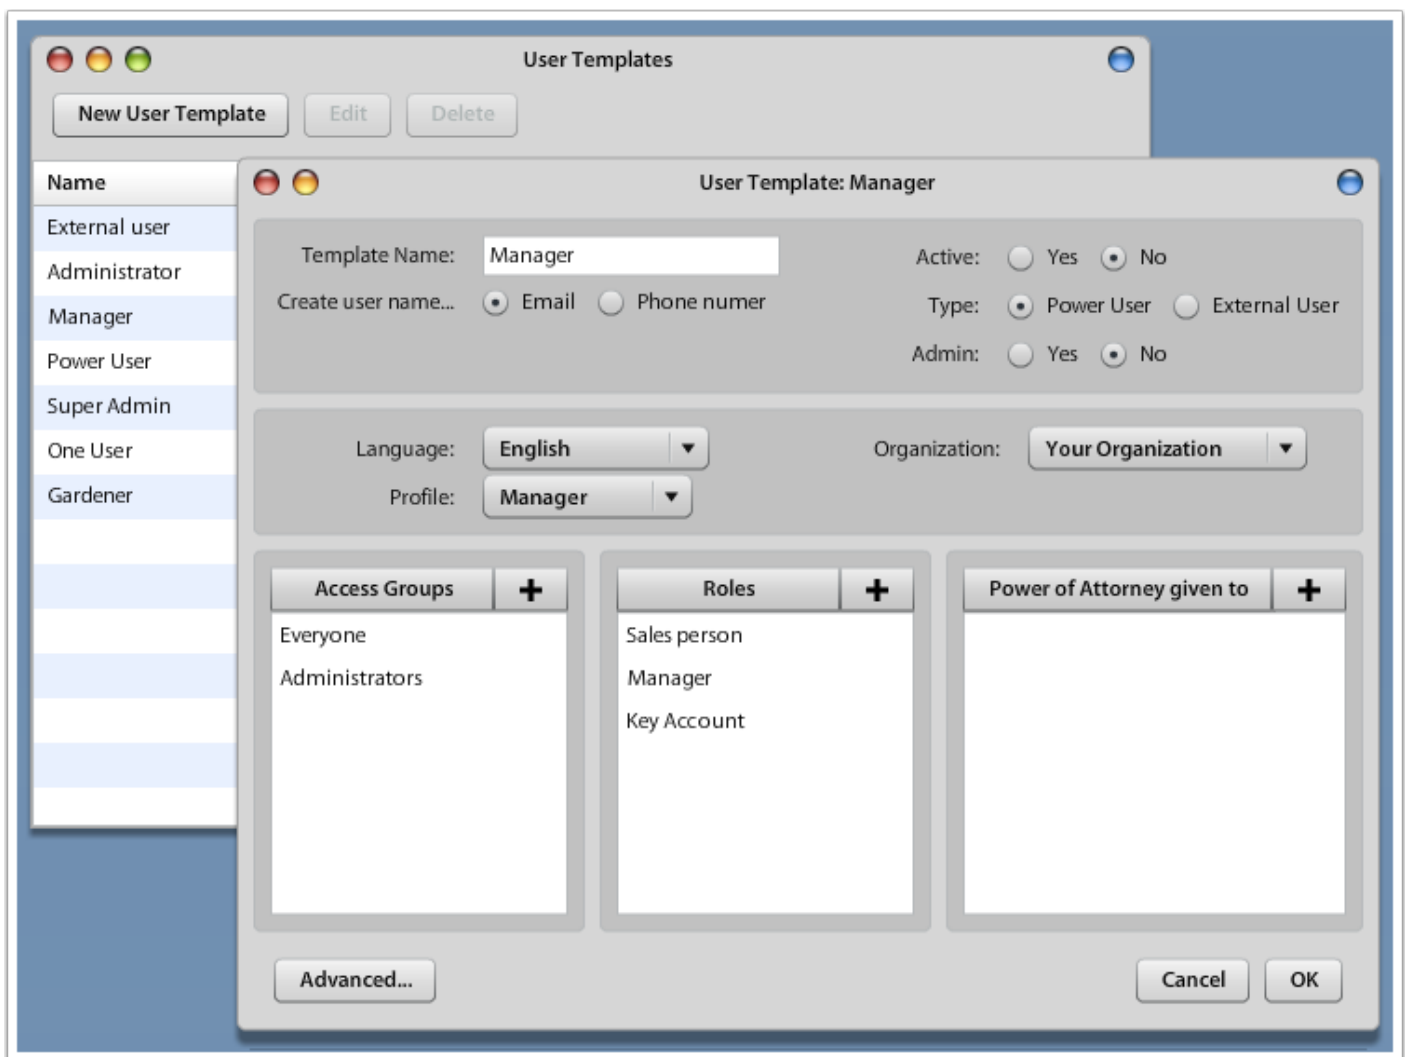 User Templates
New User Template Edit Delete
Name
External user
Administrator
Manager
Power User
Super Admin
One User
Gardener
User Template: Manager
Template Name: Manager
Active: Yes No
Create user name... Email Phone numer
Type: Power User External User
Admin: Yes No
Language: English
Organization: Your Organization
Profile: Manager
Access Groups +
Everyone
Administrators
Roles +
Sales person
Manager
Key Account
Power of Attorney given to +
Advanced...
Cancel OK